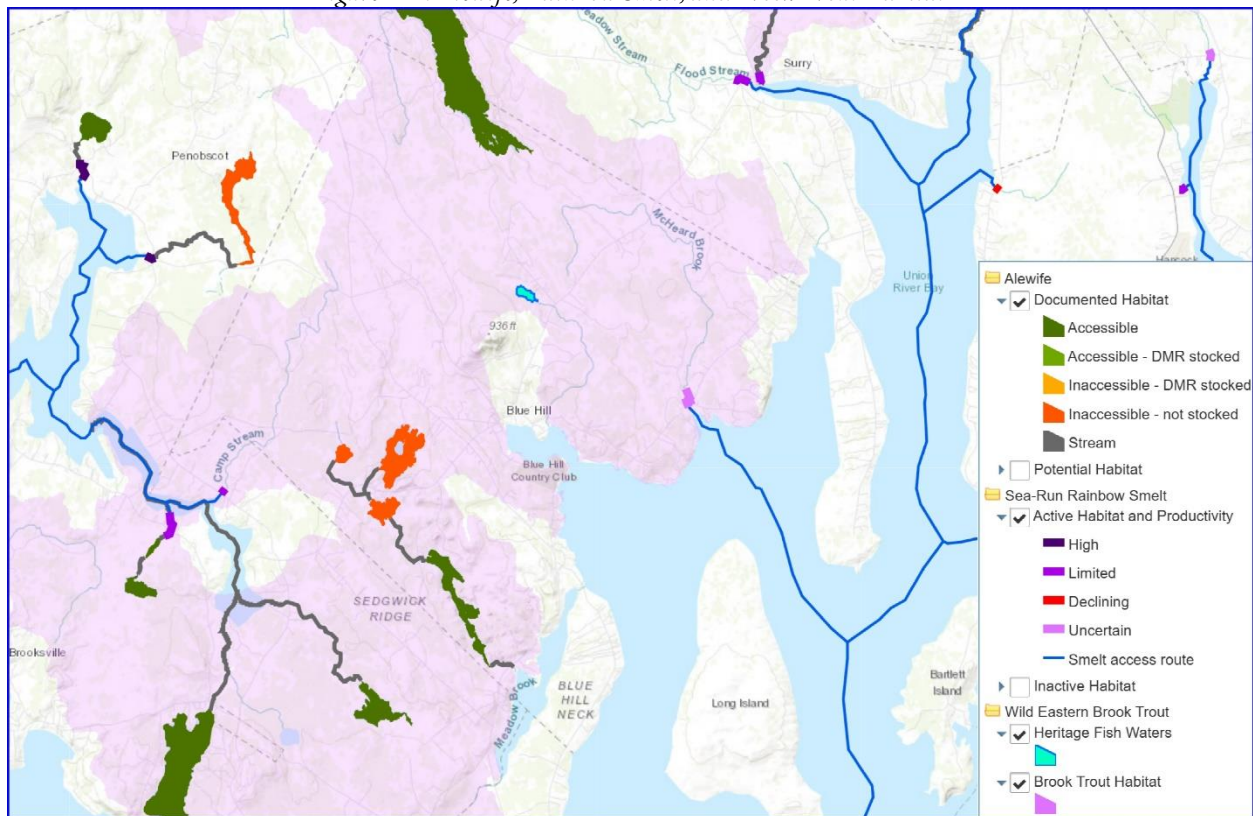 Meadow Stream
Flood Stream
Surry
Penobscot
McHeard Brook
Union
River Bay
Hancock
936 ft
Blue Hill
Blue Hill
Country Club
Camp Stream
SEDGWICK
RIDGE
Brooksville
BLUE
HILL
NECK
Meadow Brook
Long Island
Bartlett
Island
Alewife
Documented Habitat
Accessible
Accessible - DMR stocked
Inaccessible - DMR stocked
Inaccessible - not stocked
Stream
Potential Habitat
Sea-Run Rainbow Smelt
Active Habitat and Productivity
High
Limited
Declining
Uncertain
Smelt access route
Inactive Habitat
Wild Eastern Brook Trout
Heritage Fish Waters
Brook Trout Habitat